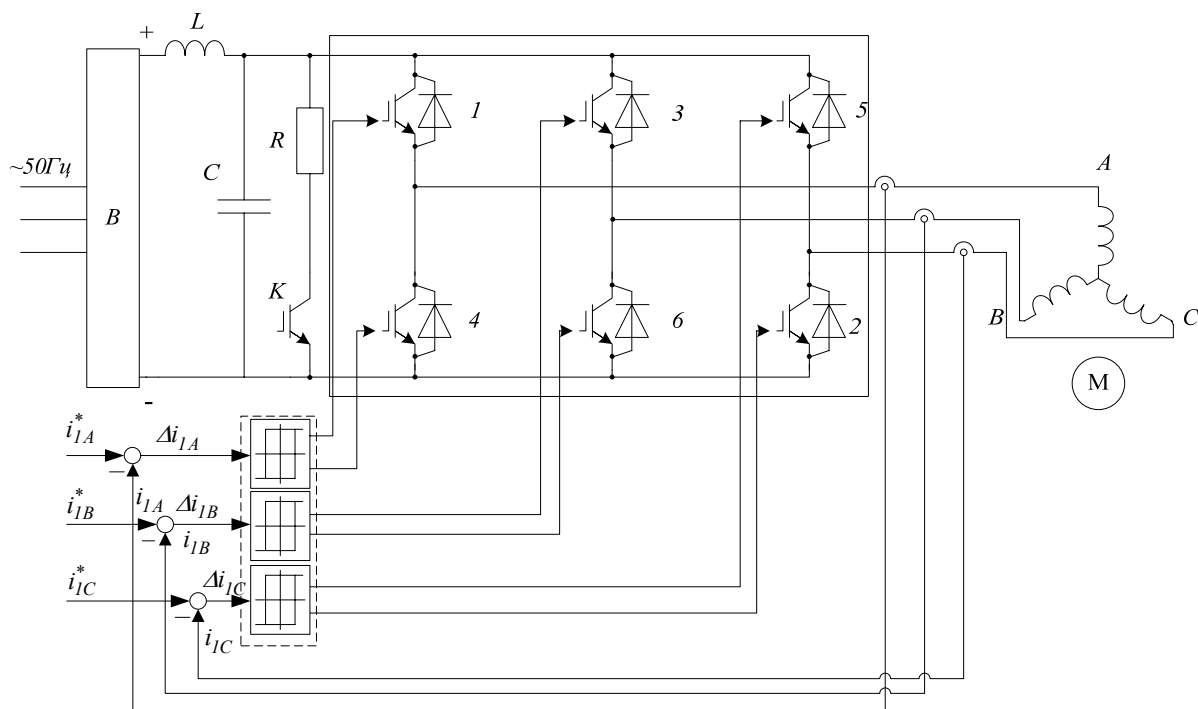 +
L
~50Гц
B
C
R
K
1
3
5
4
6
2
A
B
C
M
-
i*1A
Δi1A
−
i1A
i*1B
Δi1B
−
i1B
i*1C
Δi1C
−
i1C